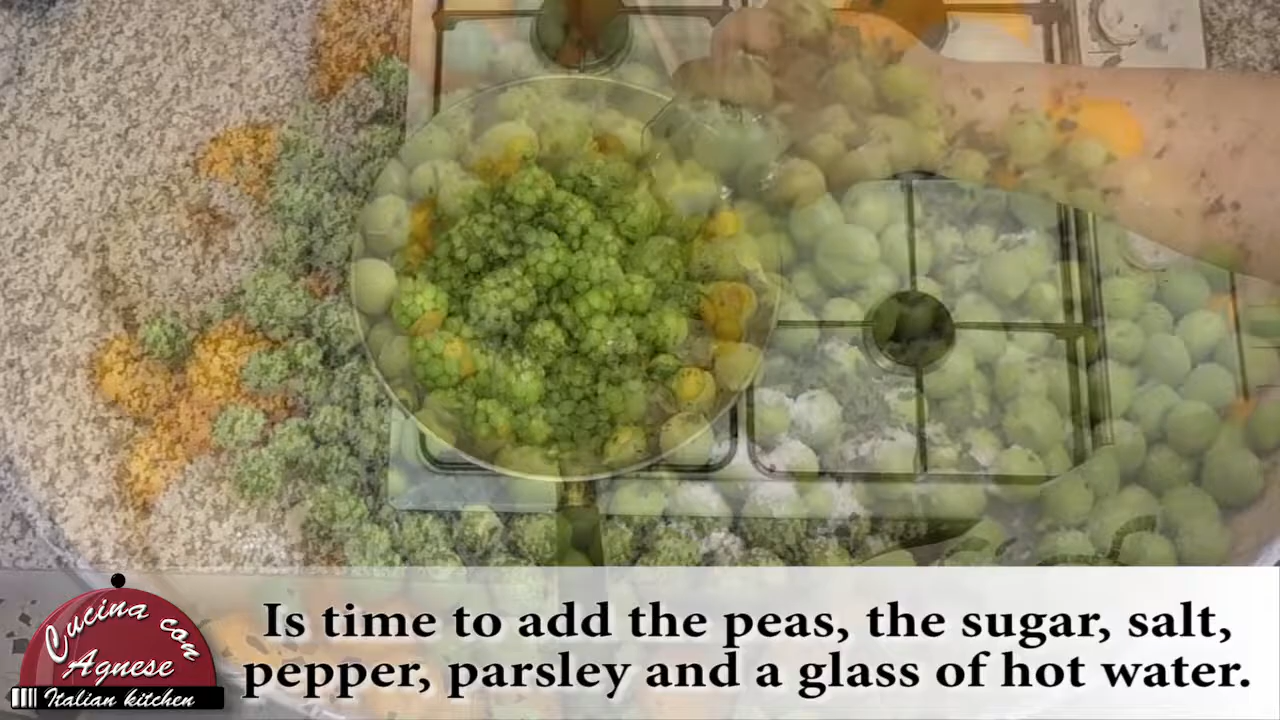 Cucina con
Agnese
Italian kitchen
Is time to add the peas, the sugar, salt,
pepper, parsley and a glass of hot water.